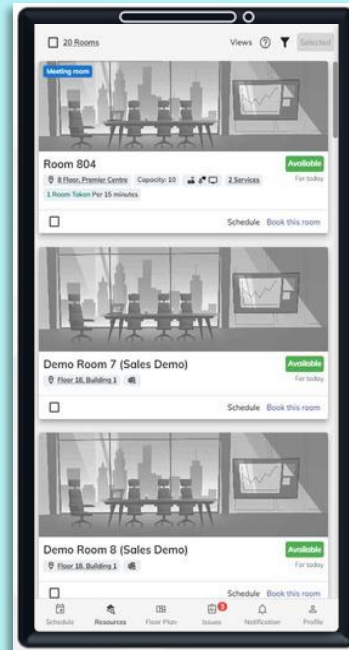 20 Rooms Views Selected
Meeting room
Room 804 Available
8 Floor, Premier Centre Capacity: 10 2 Services For today
1 Room Token Per 15 minutes
Schedule Book this room
Demo Room 7 (Sales Demo) Available
Floor 18, Building 1 For today
Schedule Book this room
Demo Room 8 (Sales Demo) Available
Floor 18, Building 1 For today
Schedule Book this room
3
Schedule Resources Floor Plan Issues Notification Profile